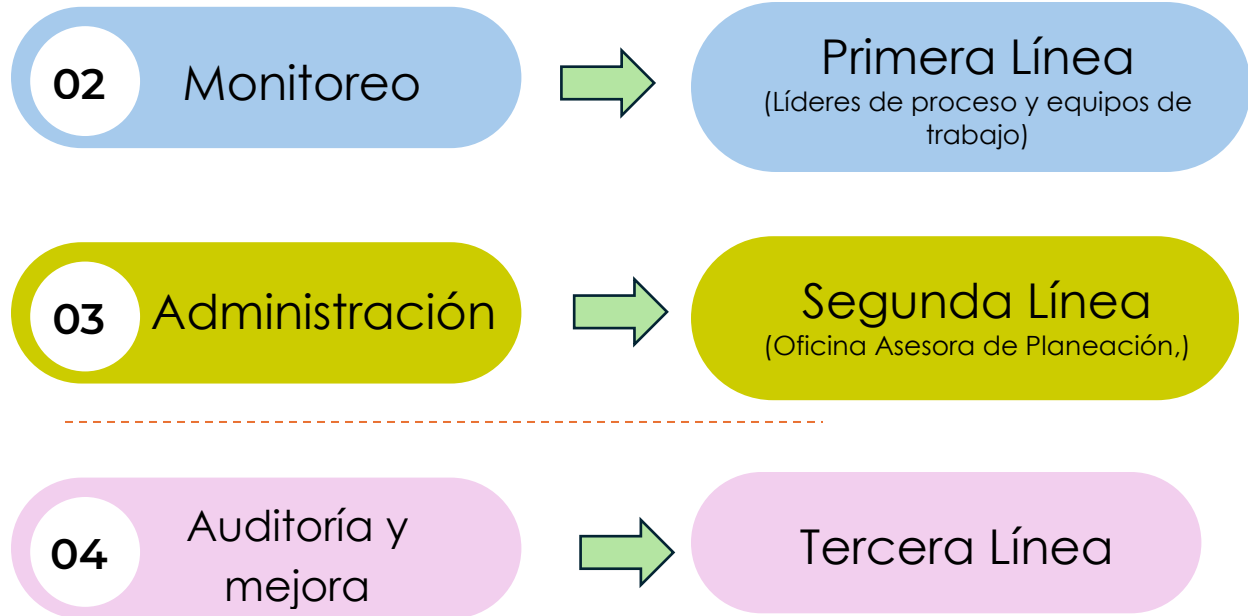 02 Monitoreo
Primera Línea
(Líderes de proceso y equipos de
trabajo)
03 Administración
Segunda Línea
(Oficina Asesora de Planeación,)
04 Auditoría y
mejora
Tercera Línea